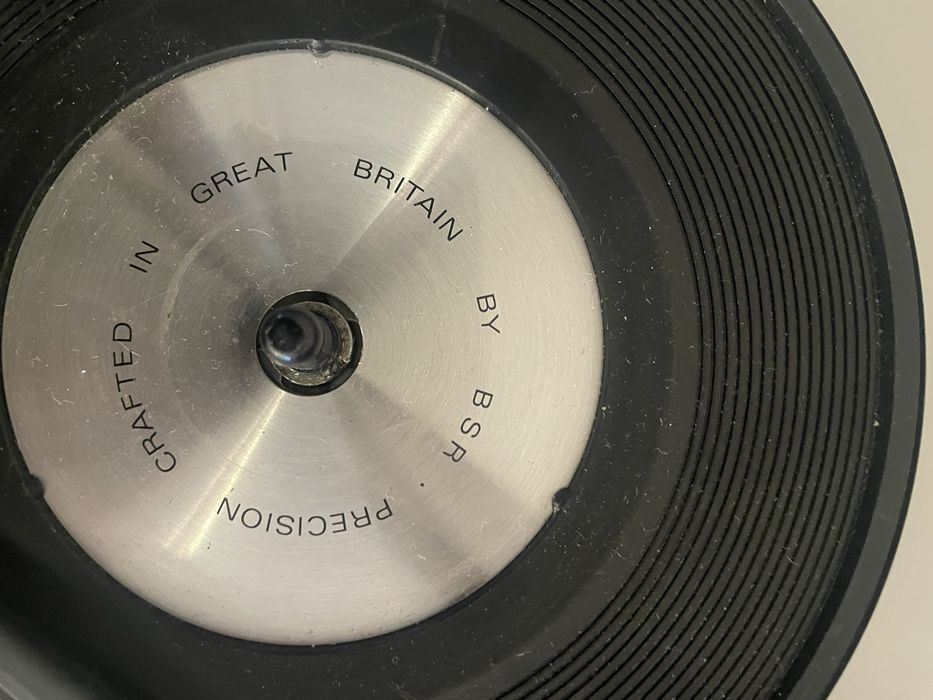 PRECISION CRAFTED IN GREAT BRITAIN BY BSR